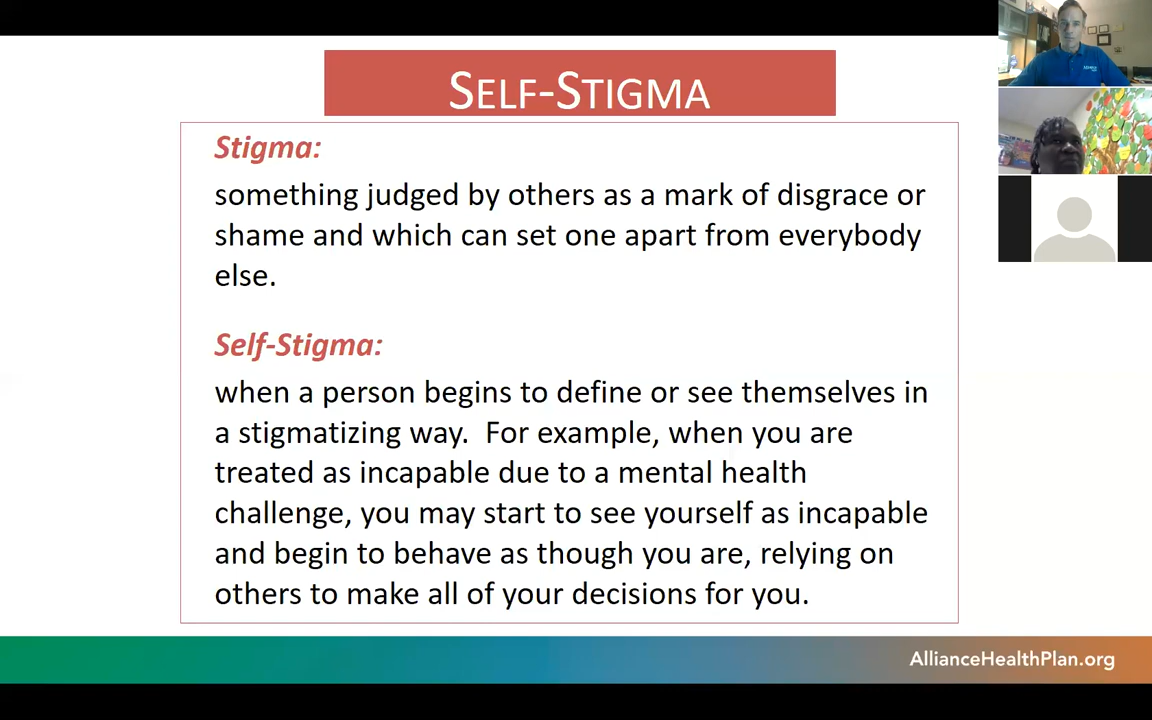 SELF-STIGMA
Stigma:
something judged by others as a mark of disgrace or
shame and which can set one apart from everybody
else.
Self-Stigma:
when a person begins to define or see themselves in
a stigmatizing way.  For example, when you are
treated as incapable due to a mental health
challenge, you may start to see yourself as incapable
and begin to behave as though you are, relying on
others to make all of your decisions for you.
AllianceHealthPlan.org